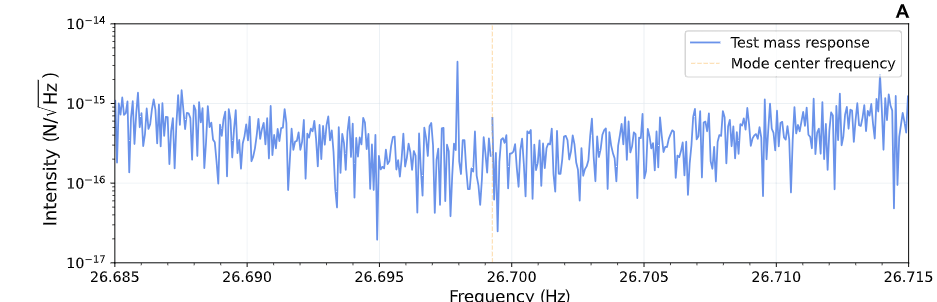 A
10⁻¹⁴
Test mass response
Mode center frequency
10⁻¹⁵
Intensity (N/√Hz)
10⁻¹⁶
10⁻¹⁷
26.685 26.690 26.695 26.700 26.705 26.710 26.715
Frequency (Hz)